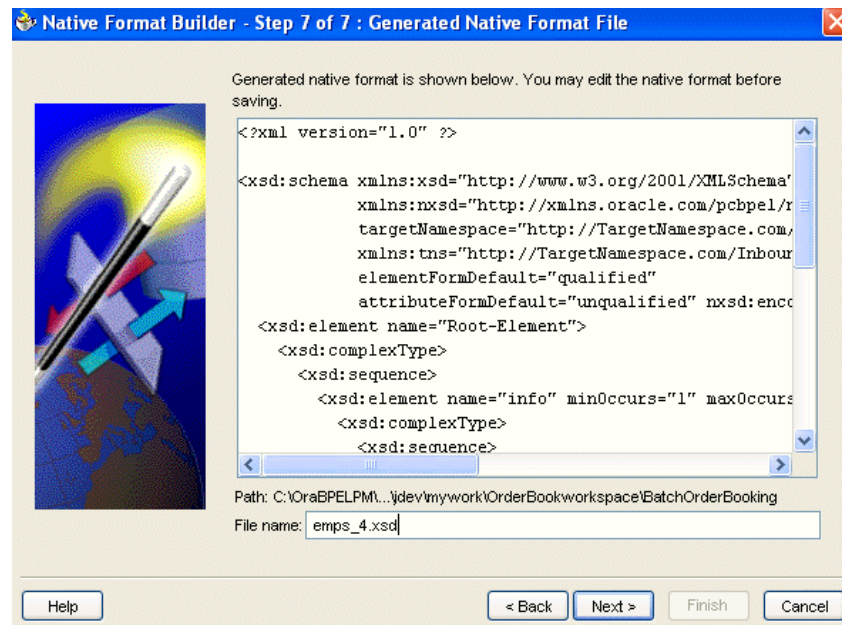 Native Format Builder - Step 7 of 7 : Generated Native Format File
Generated native format is shown below. You may edit the native format before
saving.
<?xml version="1.0" ?>
<xsd:schema xmlns:xsd="http://www.w3.org/2001/XMLSchema"
xmlns:nxsd="http://xmlns.oracle.com/pcbpel/
targetNamespace="http://TargetNamespace.com/
xmlns:tns="http://TargetNamespace.com/Inbour
elementFormDefault="qualified"
attributeFormDefault="unqualified" nxsd:enco
<xsd:element name="Root-Element">
<xsd:complexType>
<xsd:sequence>
<xsd:element name="info" minOccurs="1" maxOccurs
<xsd:complexType>
<xsd:sequence>
Path: C:\OraBPELPM\...\jdev\mywork\OrderBookworkspace\BatchOrderBooking
File name: emps_4.xsd
Help < Back Next > Finish Cancel